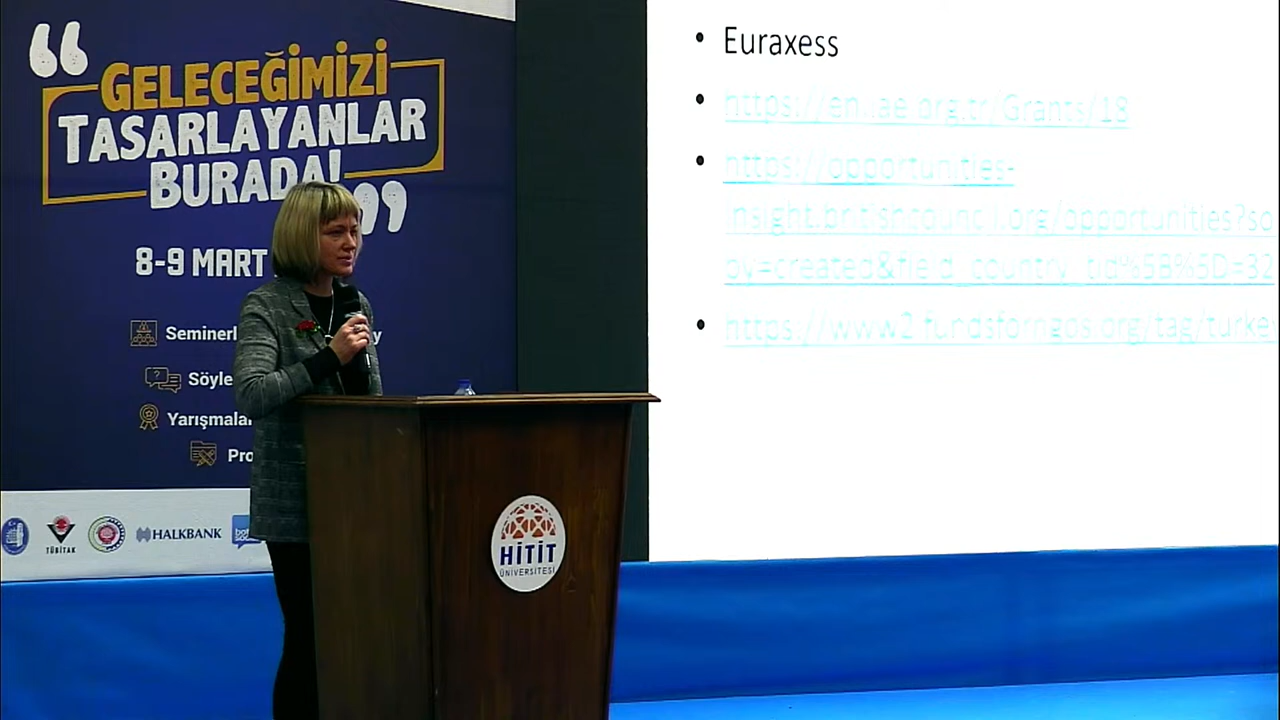 GELECEĞİMİZİ
TASARLAYANLAR
BURADA!
8-9 MART
Seminerl
Söyle
Yarışmala
Pro
TÜBİTAK
HALKBANK
HİTİT
ÜNİVERSİTESİ
• Euraxess
• https://en.iae.org.tr/Grants/18
• https://opportunities-
insight.britishcouncil.org/opportunities?so
by=created&field_country_tid%5B%5D=32
• https://www2.fundsforngos.org/tag/turke